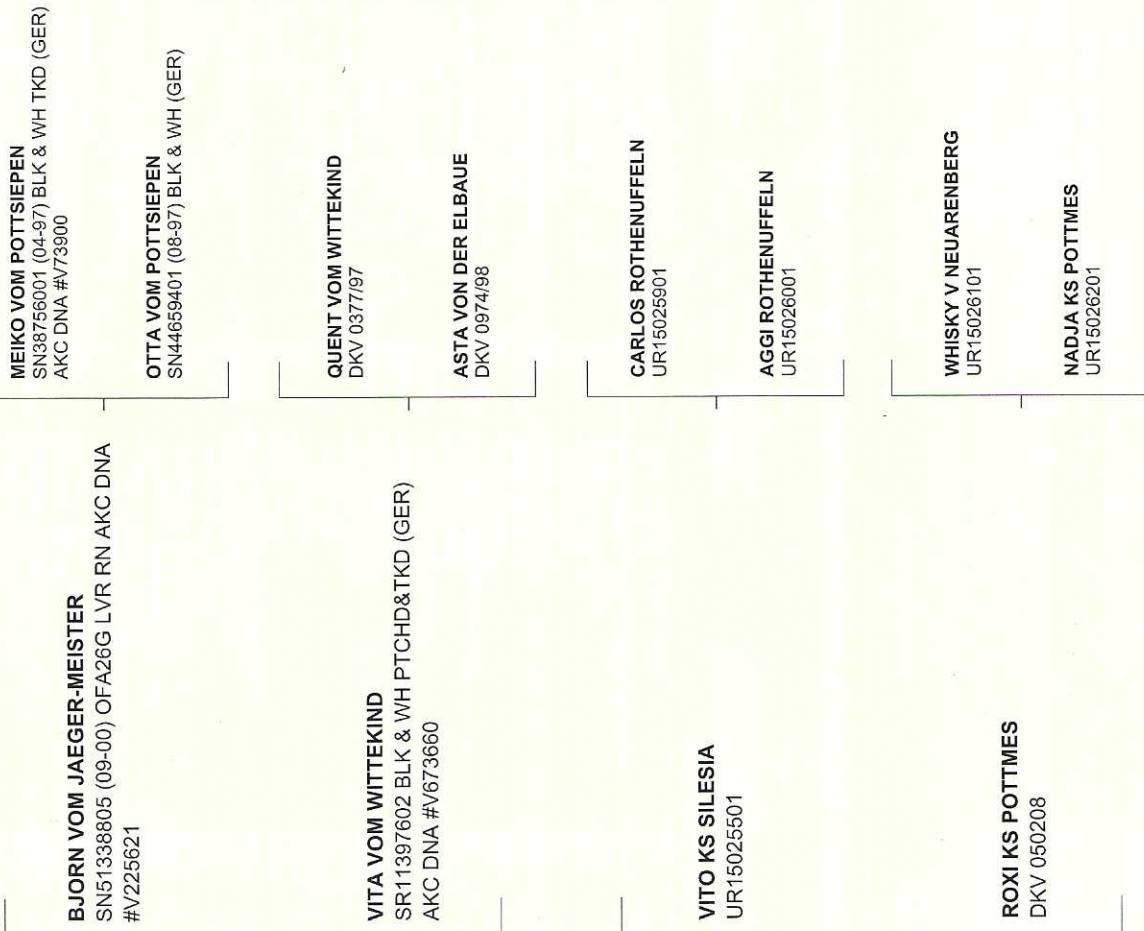 BJORN VOM JAEGER-MEISTER
SN51338805 (09-00) OFA26G LVR RN AKC DNA
#V225621
MEIKO VOM POTTSIEPEN
SN38756001 (04-97) BLK & WH TKD (GER)
AKC DNA #V73900
OTTA VOM POTTSIEPEN
SN44659401 (08-97) BLK & WH (GER)
VITA VOM WITTEKIND
SR11397602 BLK & WH PTCHD&TKD (GER)
AKC DNA #V673660
QUENT VOM WITTEKIND
DKV 0377/97
ASTA VON DER ELBAUE
DKV 0974/98
VITO KS SILESIA
UR15025501
CARLOS ROTHENUFFELN
UR15025901
AGGI ROTHENUFFELN
UR15026001
ROXI KS POTTMES
DKV 050208
WHISKY V NEUARENBERG
UR15026101
NADJA KS POTTMES
UR15026201